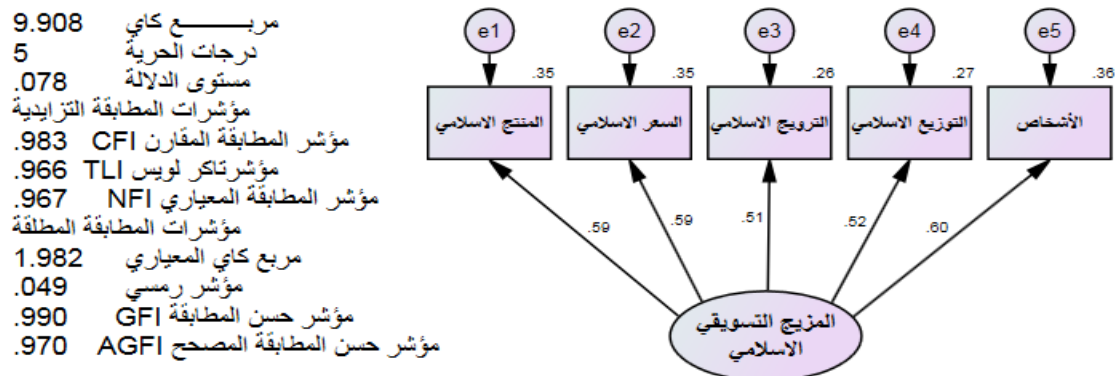 مربـــــــع كاي 9.908
درجات الحرية 5
مستوى الدلالة .078
مؤشرات المطابقة التزايدية
مؤشر المطابقة المقارن CFI .983
مؤشرتاكر لويس TLI .966
مؤشر المطابقة المعياري NFI .967
مؤشرات المطابقة المطلقة
مربع كاي المعياري 1.982
مؤشر رمسي .049
مؤشر حسن المطابقة GFI .990
مؤشر حسن المطابقة المصحح AGFI .970
e1 e2 e3 e4 e5
.35 .35 .26 .27 .36
المنتج الاسلامي
السعر الاسلامي
الترويج الاسلامي
التوزيع الاسلامي
الأشخاص
.59 .59 .51 .52 .60
المزيج التسويقي
الاسلامي